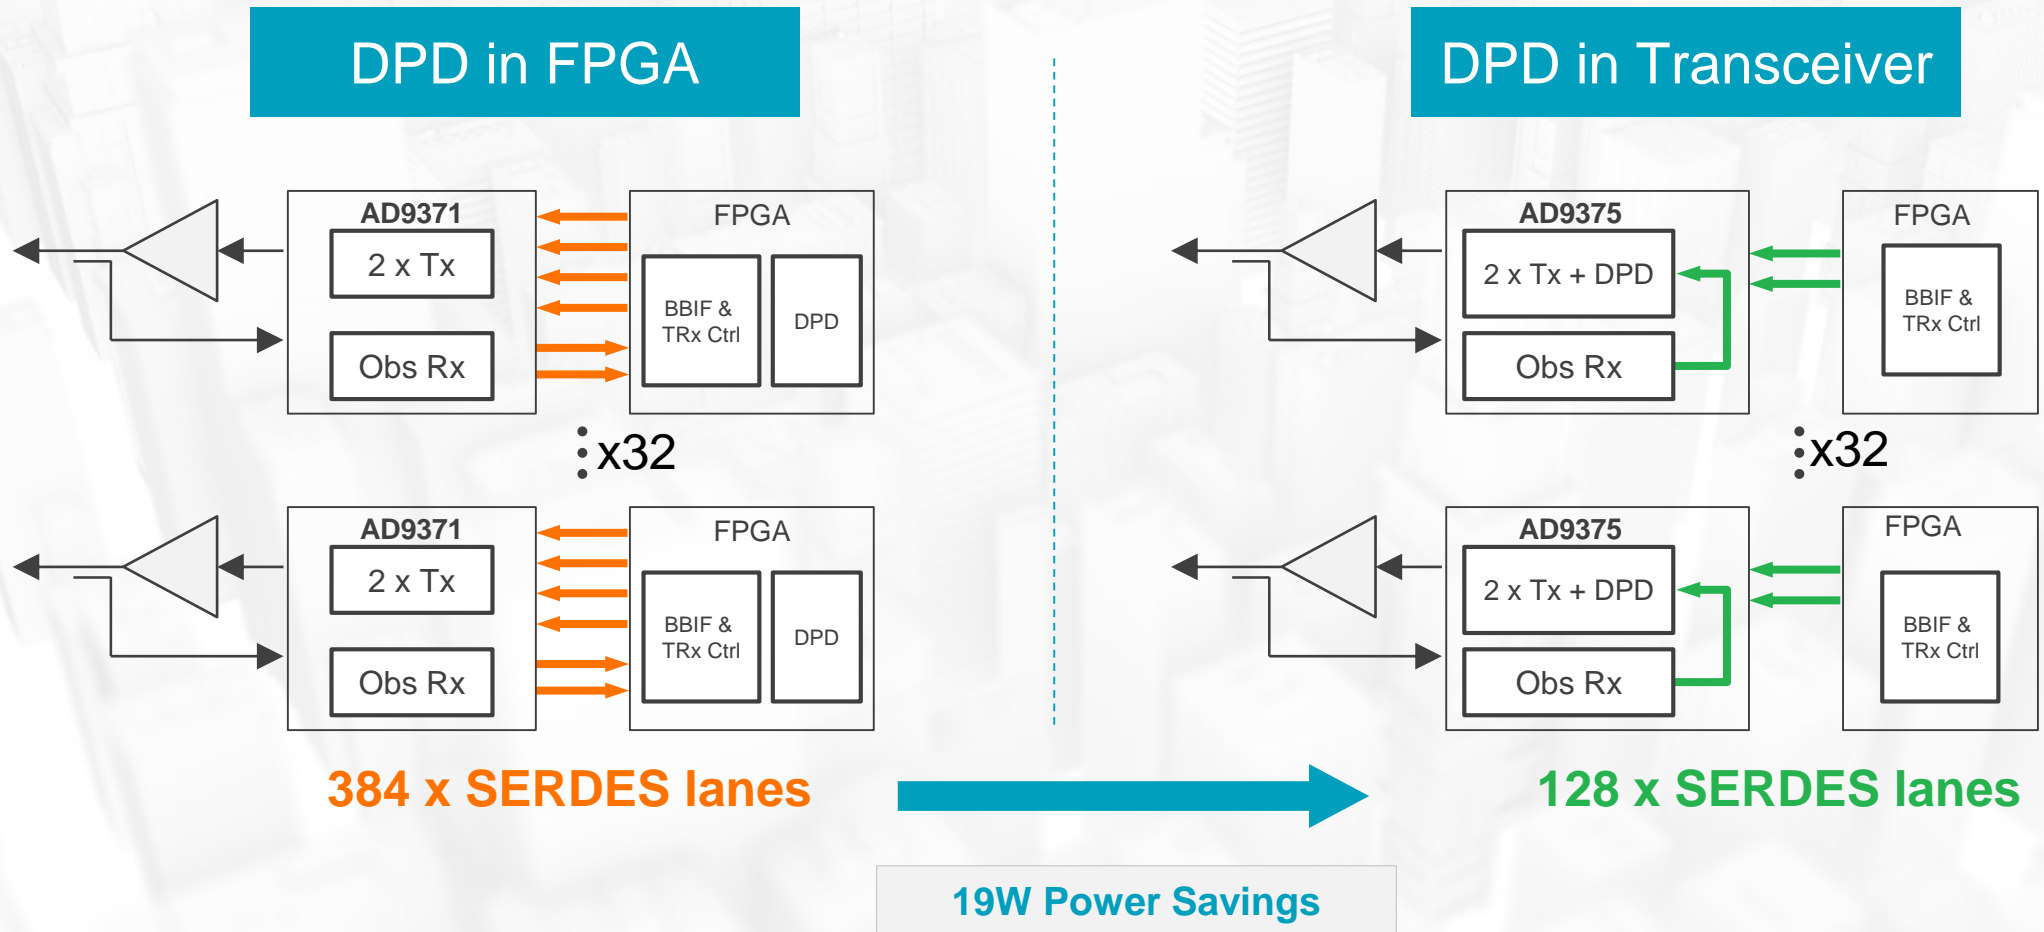 DPD in FPGA
DPD in Transceiver
AD9371
2 x Tx
Obs Rx
FPGA
BBIF &
TRx Ctrl
DPD
x32
AD9371
2 x Tx
Obs Rx
FPGA
BBIF &
TRx Ctrl
DPD
384 x SERDES lanes
AD9375
2 x Tx + DPD
Obs Rx
FPGA
BBIF &
TRx Ctrl
x32
AD9375
2 x Tx + DPD
Obs Rx
FPGA
BBIF &
TRx Ctrl
128 x SERDES lanes
19W Power Savings